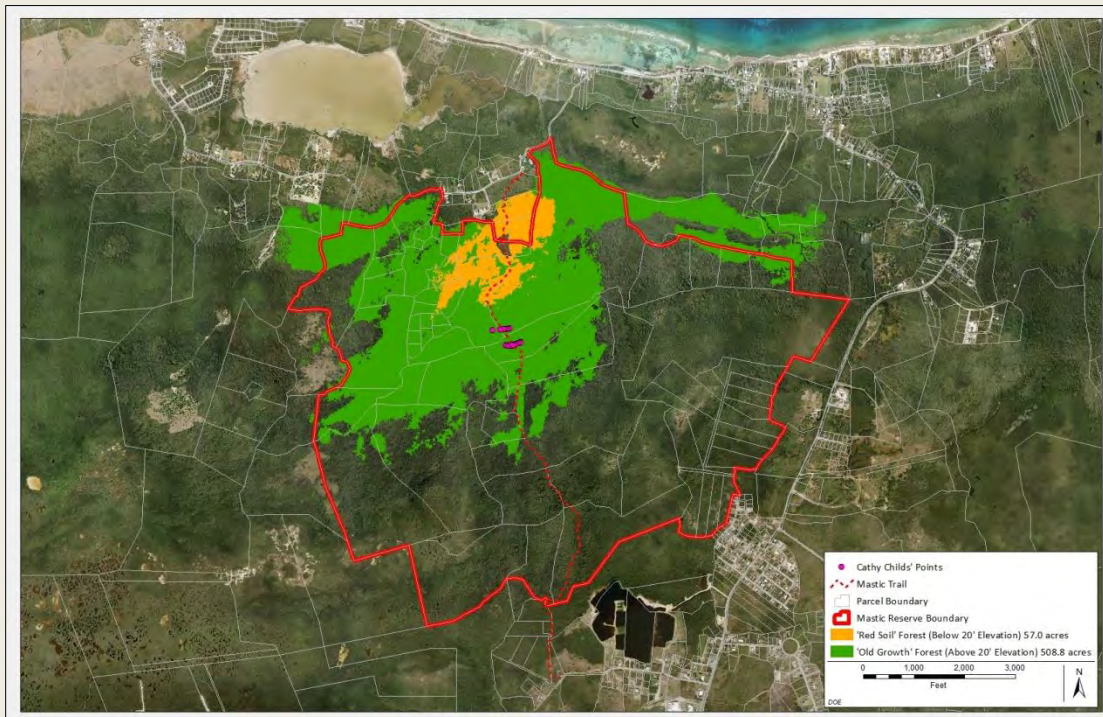 Cathy Childs' Points
Mastic Trail
Parcel Boundary
Mastic Reserve Boundary
'Red Soil' Forest (Below 20' Elevation) 57.0 acres
'Old Growth' Forest (Above 20' Elevation) 508.8 acres
0 1,000 2,000 3,000
Feet
N
DOE